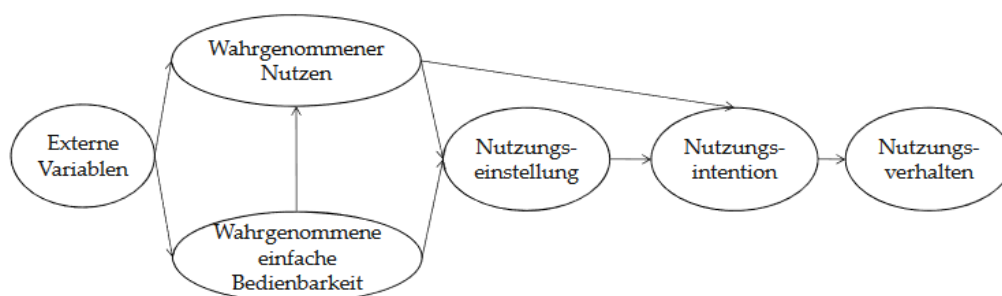 Wahrgenommener
Nutzen
Externe
Variablen
Nutzungs-
einstellung
Nutzungs-
intention
Nutzungs-
verhalten
Wahrgenommene
einfache
Bedienbarkeit